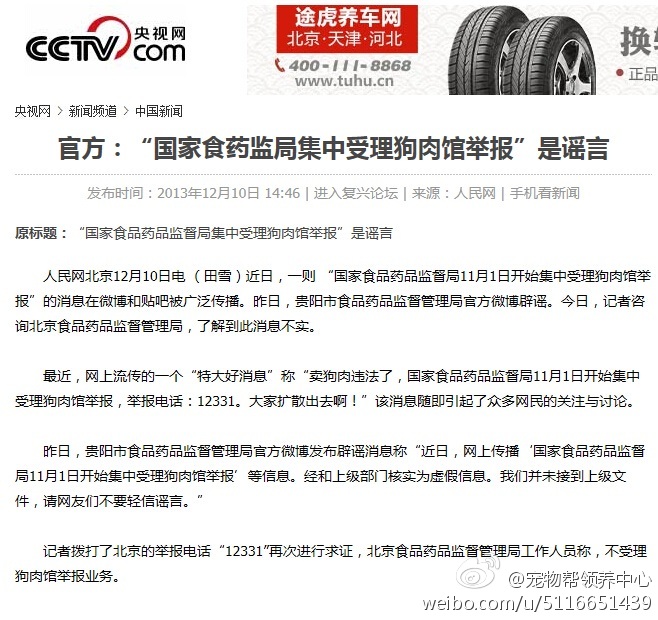 CCTV.com 央视网
途虎养车网
北京·天津·河北
400-111-8868
www.tuhu.cn
换轮
正品
央视网 > 新闻频道 > 中国新闻
官方：“国家食药监局集中受理狗肉馆举报”是谣言
发布时间：2013年12月10日 14:46 | 进入复兴论坛 | 来源：人民网 | 手机看新闻
原标题：“国家食品药品监督局集中受理狗肉馆举报”是谣言
人民网北京12月10日电 （田雪）近日，一则 “国家食品药品监督局11月1日开始集中受理狗肉馆举
报”的消息在微博和贴吧被广泛传播。昨日，贵阳市食品药品监督管理局官方微博辟谣。今日，记者咨
询北京食品药品监督管理局，了解到此消息不实。
最近，网上流传的一个“特大好消息”称“卖狗肉违法了，国家食品药品监督局11月1日开始集中
受理狗肉馆举报，举报电话：12331。大家扩散出去啊！”该消息随即引起了众多网民的关注与讨论。
昨日，贵阳市食品药品监督管理局官方微博发布辟谣消息称“近日，网上传播‘国家食品药品监督
局11月1日开始集中受理狗肉馆举报’等信息。经和上级部门核实为虚假信息。我们并未接到上级文
件，请网友们不要轻信谣言。”
记者拨打了北京的举报电话“12331”再次进行求证，北京食品药品监督管理局工作人员称，不受理
狗肉馆举报业务。
@宠物帮领养中心
weibo.com/u/5116651439